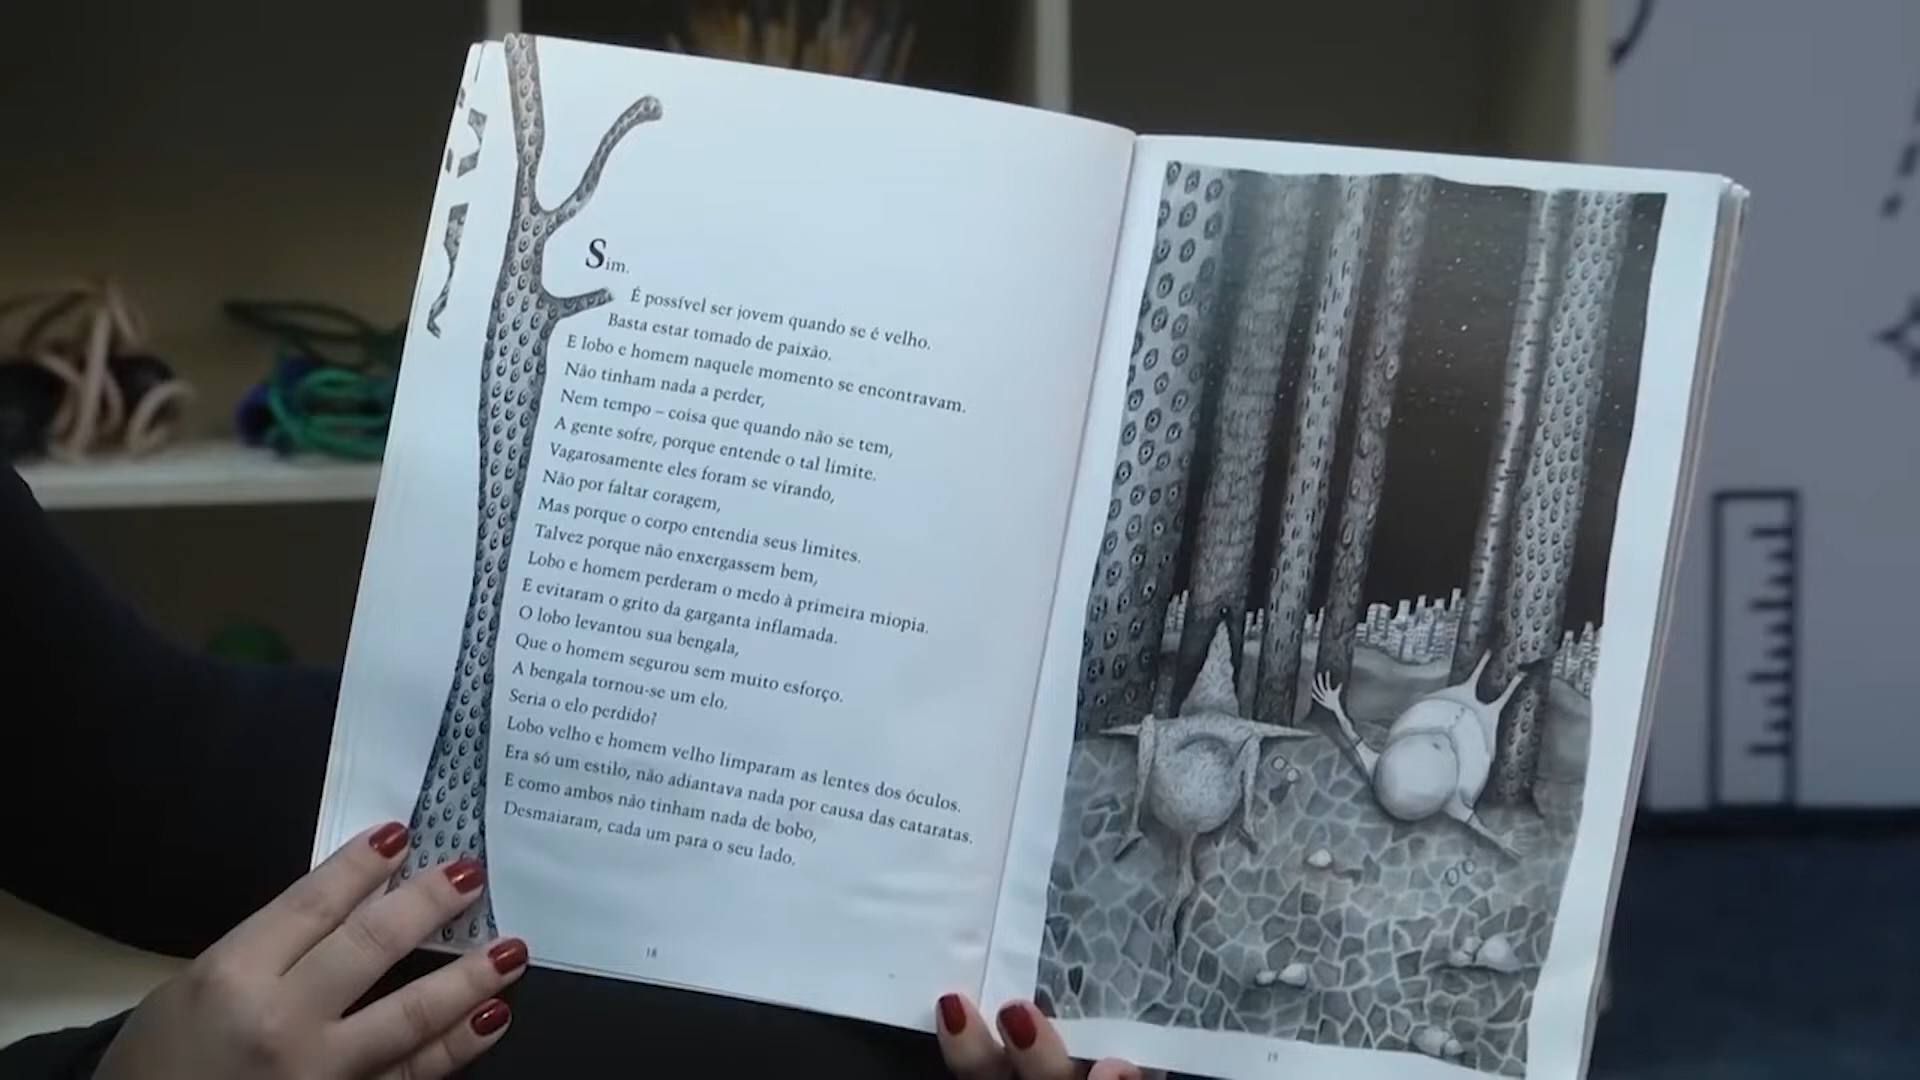 Sim.
É possível ser jovem quando se é velho.
Basta estar tomado de paixão.
E lobo e homem naquele momento se encontravam.
Não tinham nada a perder,
Nem tempo – coisa que quando não se tem,
A gente sofre, porque entende o tal limite.
Vagarosamente eles foram se virando,
Não por faltar coragem,
Mas porque o corpo entendia seus limites.
Talvez porque não enxergassem bem,
Lobo e homem perderam o medo à primeira miopia.
E evitaram o grito da garganta inflamada.
O lobo levantou sua bengala,
Que o homem segurou sem muito esforço.
A bengala tornou-se um elo.
Seria o elo perdido?
Lobo velho e homem velho limparam as lentes dos óculos.
Era só um estilo, não adiantava nada por causa das cataratas.
E como ambos não tinham nada de bobo,
Desmaiaram, cada um para o seu lado.
18
19